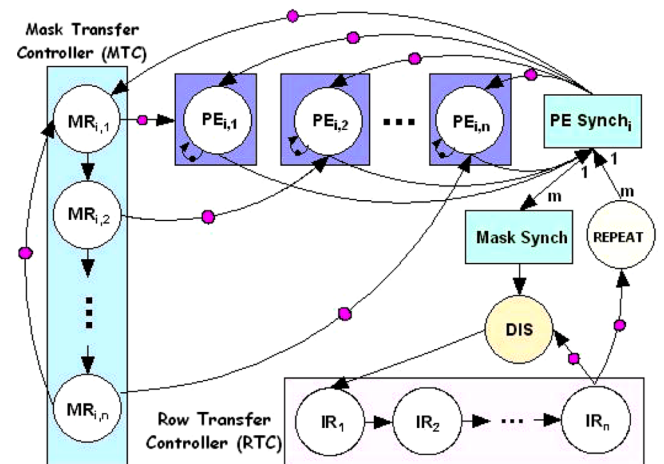 Mask Transfer
Controller (MTC)
MRi,1
PEi,1
PEi,2
PEi,n
PE Synchi
MRi,2
1
1
m
m
Mask Synch
REPEAT
DIS
MRi,n
Row Transfer
Controller (RTC)
IR1
IR2
IRn